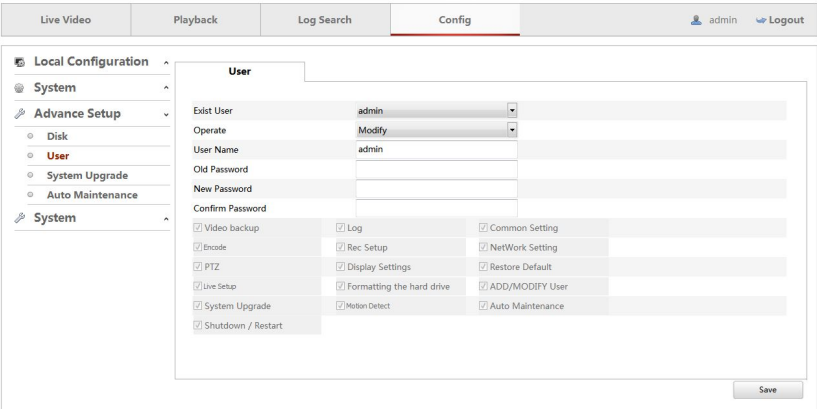 Live Video Playback Log Search Config admin Logout
Local Configuration
System
Advance Setup
Disk
User
System Upgrade
Auto Maintenance
System
User
Exist User admin
Operate Modify
User Name admin
Old Password
New Password
Confirm Password
Video backup Log Common Setting
Encode Rec Setup NetWork Setting
PTZ Display Settings Restore Default
Live Setup Formatting the hard drive ADD/MODIFY User
System Upgrade Motion Detect Auto Maintenance
Shutdown / Restart
Save